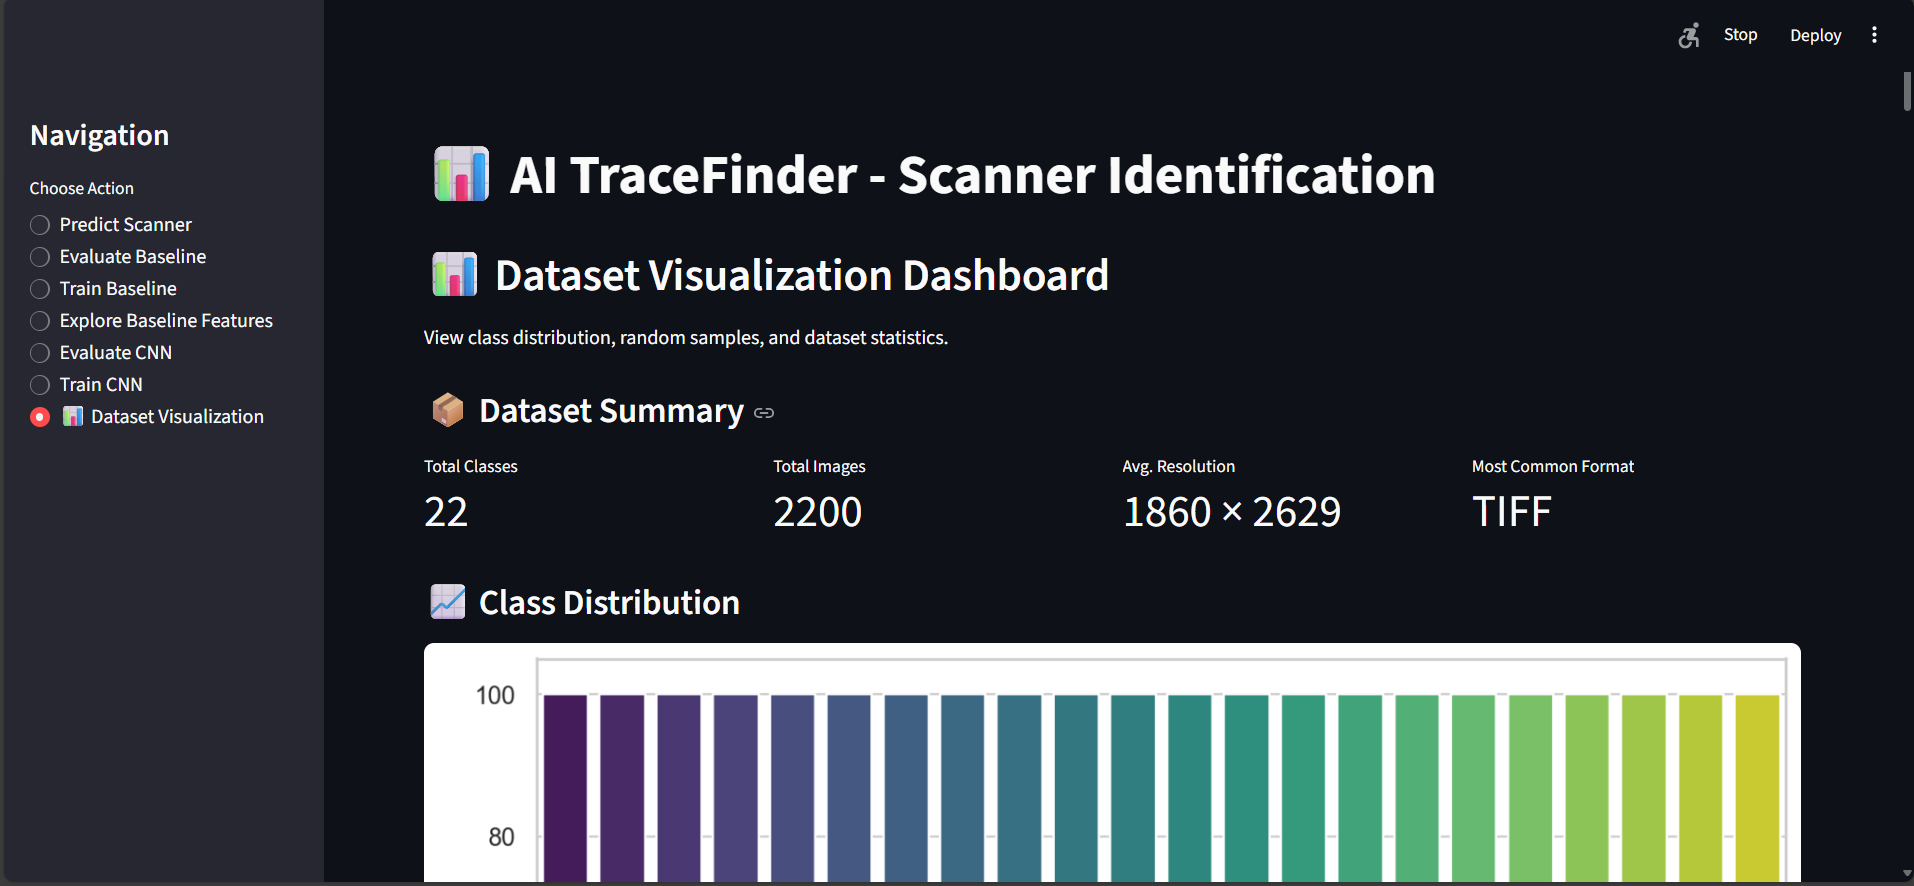 Stop
Deploy
Navigation
Choose Action
Predict Scanner
Evaluate Baseline
Train Baseline
Explore Baseline Features
Evaluate CNN
Train CNN
Dataset Visualization
AI TraceFinder - Scanner Identification
Dataset Visualization Dashboard
View class distribution, random samples, and dataset statistics.
Dataset Summary
Total Classes
22
Total Images
2200
Avg. Resolution
1860 × 2629
Most Common Format
TIFF
Class Distribution
100
80